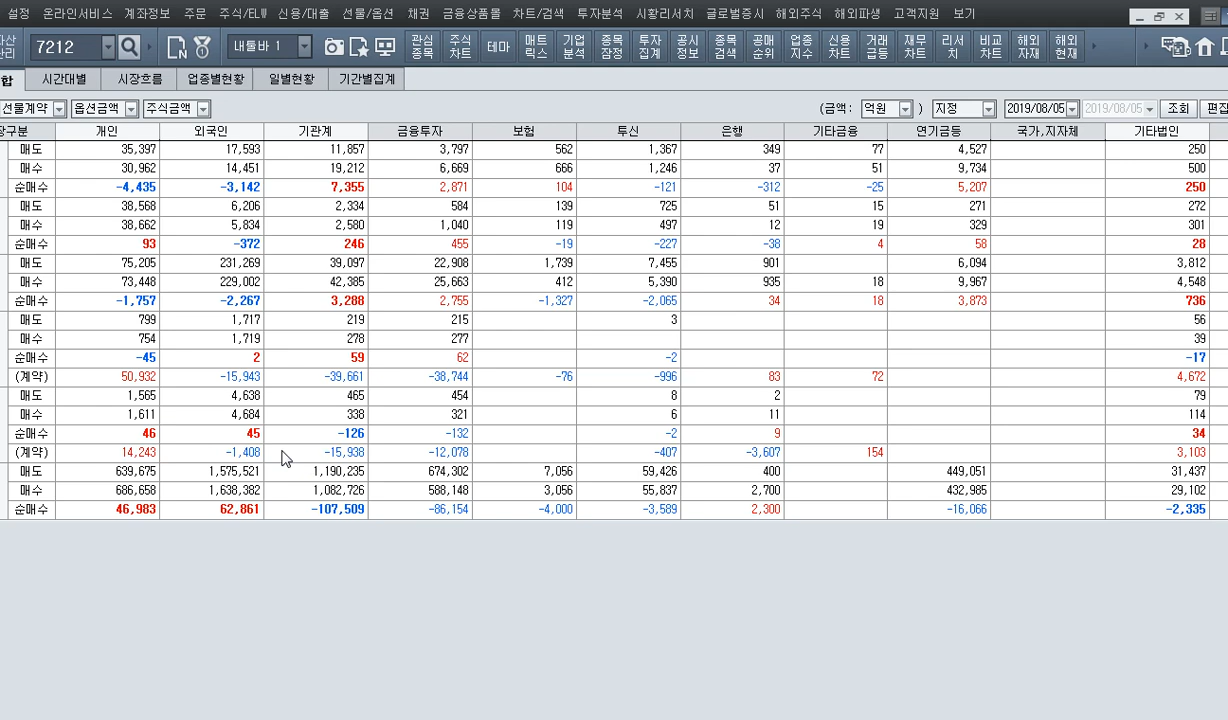 설정 온라인서비스 계좌정보 주문 주식/ELW 신용/대출 선물/옵션 채권 금융상품몰 차트/검색 투자분석 시황리서치 글로벌증시 해외주식 해외파생 고객지원 보기
자산관리 7212 내툴바 1 관심종목 주식차트 테마 매트릭스 기업분석 종목잠정 투자집계 공시정보 종목검색 공매순위 업종지수 신용차트 거래급등 재무차트 리서치 비교차트 해외자재 해외현재
합 시간대별 시장흐름 업종별현황 일별현황 기간별집계
선물계약 옵션금액 주식금액 (금액: 억원 ) 지정 2019/08/05 2019/08/05 조회 편집
장구분 개인 외국인 기관계 금융투자 보험 투신 은행 기타금융 연기금등 국가,지자체 기타법인
매도 35,397 17,593 11,857 3,797 562 1,367 349 77 4,527 250
매수 30,962 14,451 19,212 6,669 666 1,246 37 51 9,734 500
순매수 -4,435 -3,142 7,355 2,871 104 -121 -312 -25 5,207 250
매도 38,568 6,206 2,334 584 139 725 51 15 271 272
매수 38,662 5,834 2,580 1,040 119 497 12 19 329 301
순매수 93 -372 246 455 -19 -227 -38 4 58 28
매도 75,205 231,269 39,097 22,908 1,739 7,455 901 6,094 3,812
매수 73,448 229,002 42,385 25,663 412 5,390 935 18 9,967 4,548
순매수 -1,757 -2,267 3,288 2,755 -1,327 -2,065 34 18 3,873 736
매도 799 1,717 219 215 3 56
매수 754 1,719 278 277 39
순매수 -45 2 59 62 -2 -17
(계약) 50,932 -15,943 -39,661 -38,744 -76 -996 83 72 4,672
매도 1,565 4,638 465 454 8 2 79
매수 1,611 4,684 338 321 6 11 114
순매수 46 45 -126 -132 -2 9 34
(계약) 14,243 -1,408 -15,938 -12,078 -407 -3,607 154 3,103
매도 639,675 1,575,521 1,190,235 674,302 7,056 59,426 400 449,051 31,437
매수 686,658 1,638,382 1,082,726 588,148 3,056 55,837 2,700 432,985 29,102
순매수 46,983 62,861 -107,509 -86,154 -4,000 -3,589 2,300 -16,066 -2,335